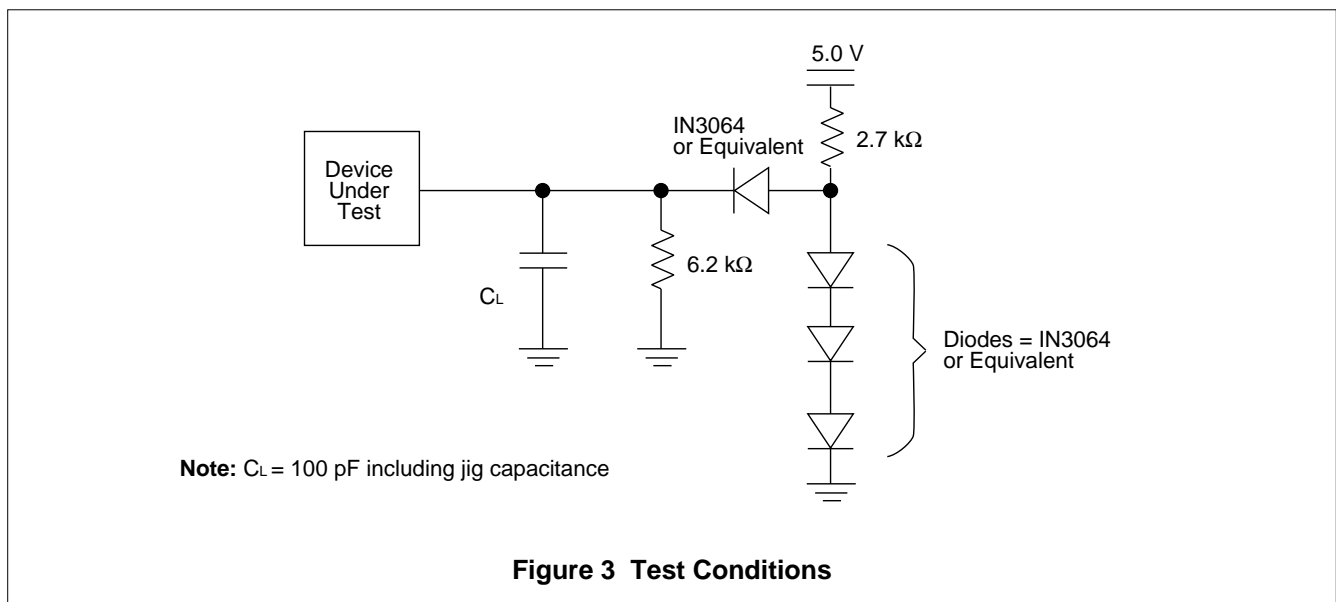 5.0 V
IN3064
or Equivalent
2.7 kΩ
Device
Under
Test
6.2 kΩ
CL
Diodes = IN3064
or Equivalent
Note: CL = 100 pF including jig capacitance
Figure 3 Test Conditions